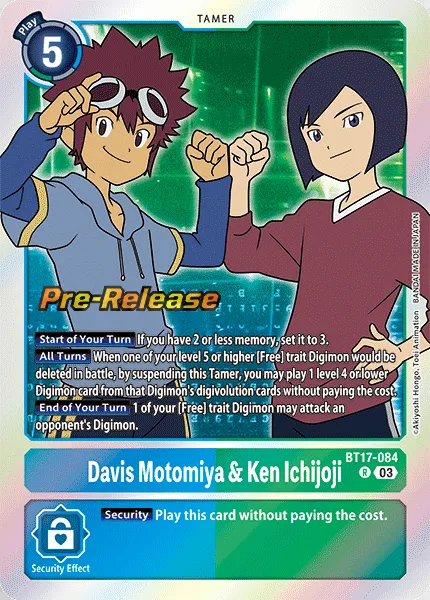 TAMER
Play
5
Pre-Release
Start of Your Turn If you have 2 or less memory, set it to 3.
All Turns When one of your level 5 or higher [Free] trait Digimon would be
deleted in battle, by suspending this Tamer, you may play 1 level 4 or lower
Digimon card from that Digimon's digivolution cards without paying the cost.
End of Your Turn 1 of your [Free] trait Digimon may attack an
opponent's Digimon.
©Akiyoshi Hongo, Toei Animation BANDAI MADE IN JAPAN
BT17-084
Davis Motomiya & Ken Ichijoji
R 03
Security Play this card without paying the cost.
Security Effect